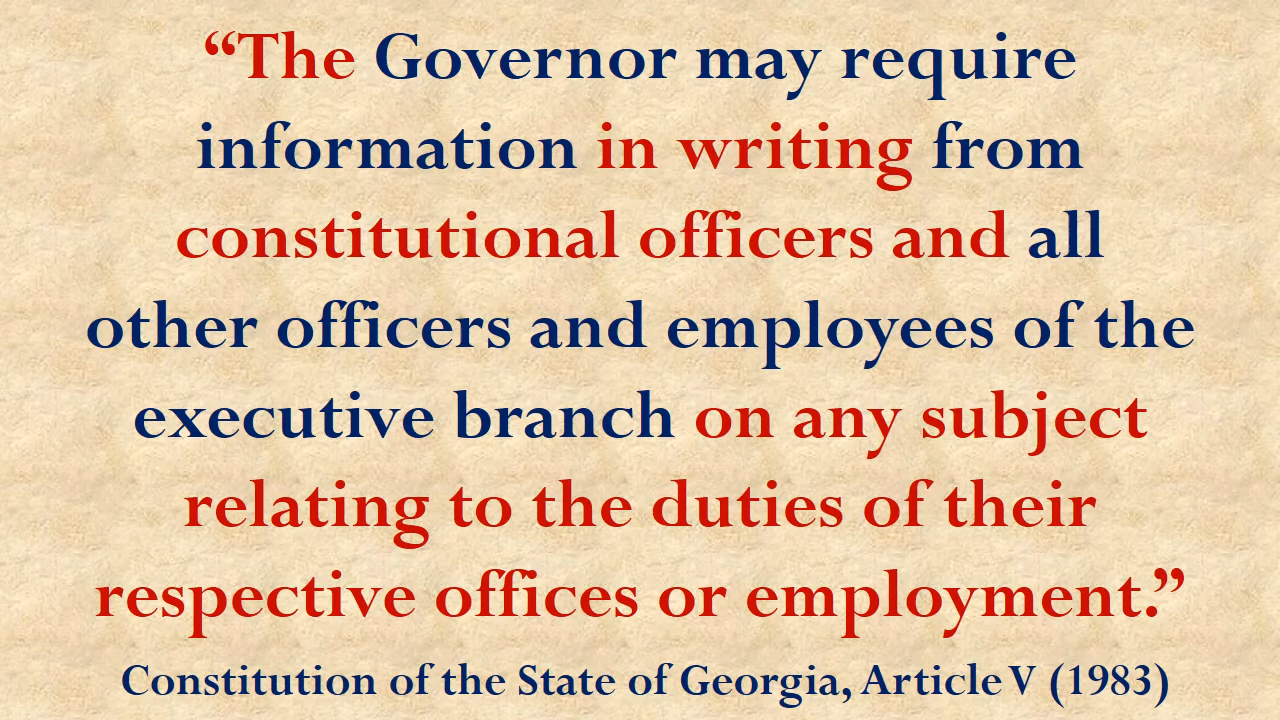 “The Governor may require
information in writing from
constitutional officers and all
other officers and employees of the
executive branch on any subject
relating to the duties of their
respective offices or employment.”
Constitution of the State of Georgia, Article V (1983)